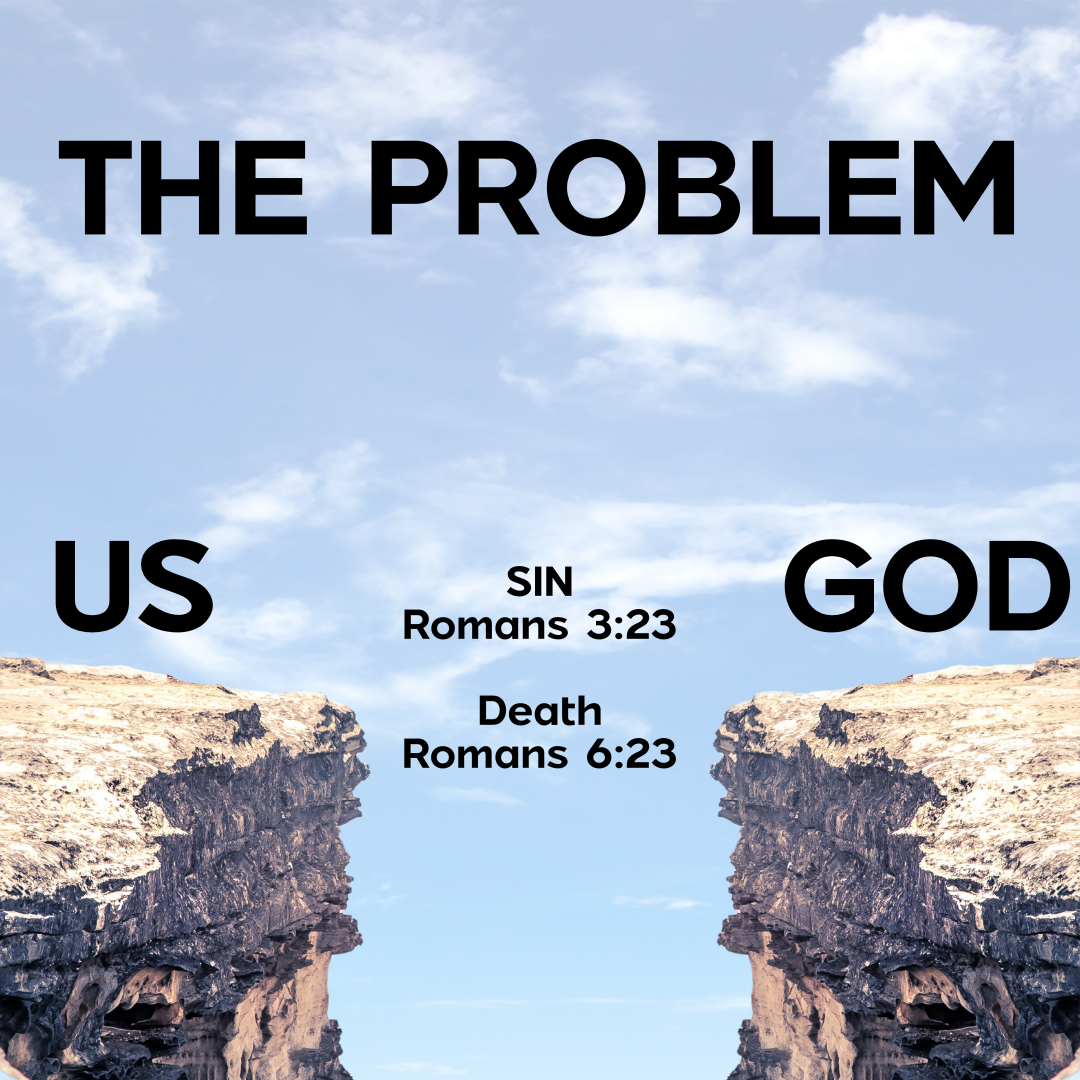 THE PROBLEM
US
GOD
SIN
Romans 3:23
Death
Romans 6:23